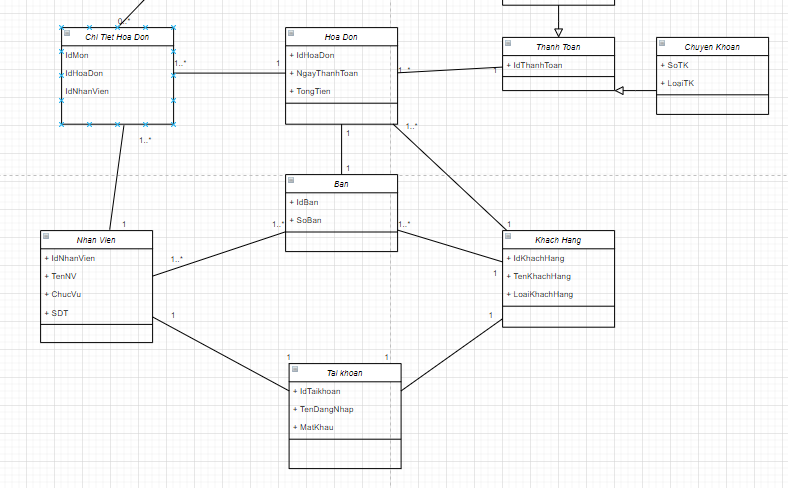 0..*
Chi Tiet Hoa Don
IdMon
IdHoaDon
IdNhanVien
1..*
1
Hoa Don
+ IdHoaDon
+ NgayThanhToan
+ TongTien
1..*
1
Thanh Toan
+ IdThanhToan
Chuyen Khoan
+ SoTK
+ LoaiTK
1..*
1
1..*
1
Ban
+ IdBan
+ SoBan
1
1..*
1..*
1
Nhan Vien
+ IdNhanVien
+ TenNV
+ ChucVu
+ SDT
1..*
1
Khach Hang
+ IdKhachHang
+ TenKhachHang
+ LoaiKhachHang
1
1
1
1
Tai khoan
+ IdTaikhoan
+ TenDangNhap
+ MatKhau